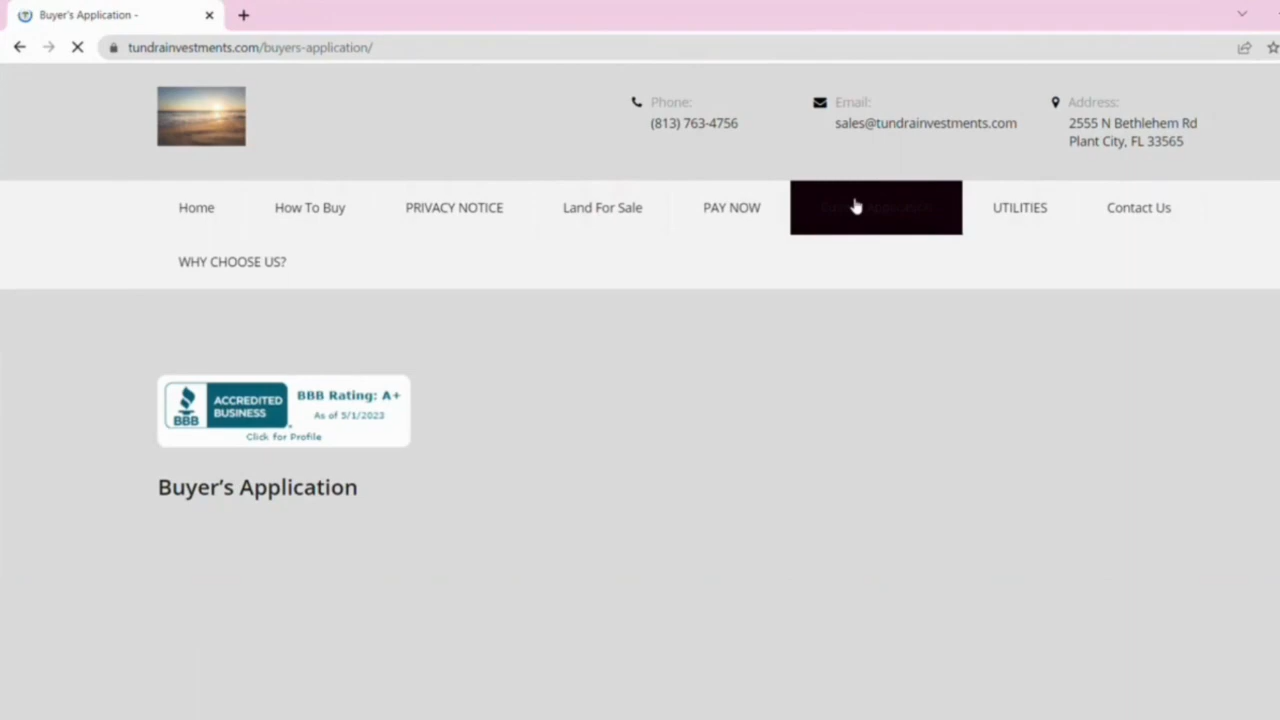 Buyer's Application -
tundrainvestments.com/buyers-application/
Phone:
(813) 763-4756
Email:
sales@tundrainvestments.com
Address:
2555 N Bethlehem Rd
Plant City, FL 33565
Home
How To Buy
PRIVACY NOTICE
Land For Sale
PAY NOW
UTILITIES
Contact Us
WHY CHOOSE US?
BBB
ACCREDITED
BUSINESS
BBB Rating: A+
As of 5/1/2023
Click for Profile
Buyer’s Application